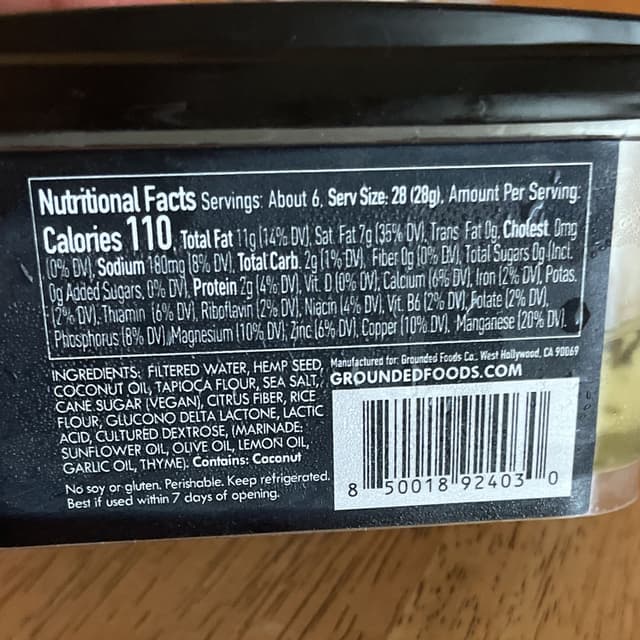 Nutritional Facts Servings: About 6, Serv Size: 28 (28g), Amount Per Serving:
Calories 110, Total Fat 11g (14% DV), Sat. Fat 7g (35% DV), Trans. Fat 0g, Cholest. 0mg
(0% DV), Sodium 180mg (8% DV), Total Carb. 2g (1% DV), Fiber 0g (0% DV), Total Sugars 0g (Incl.
0g Added Sugars, 0% DV), Protein 2g (4% DV), Vit. D (0% DV), Calcium (6% DV), Iron (2% DV), Potas.
(2% DV), Thiamin (6% DV), Riboflavin (2% DV), Niacin (4% DV), Vit. B6 (2% DV), Folate (2% DV),
Phosphorus (8% DV), Magnesium (10% DV), Zinc (6% DV), Copper (10% DV), Manganese (20% DV).
INGREDIENTS: FILTERED WATER, HEMP SEED,
COCONUT OIL, TAPIOCA FLOUR, SEA SALT,
CANE SUGAR (VEGAN), CITRUS FIBER, RICE
FLOUR, GLUCONO DELTA LACTONE, LACTIC
ACID, CULTURED DEXTROSE, (MARINADE:
SUNFLOWER OIL, OLIVE OIL, LEMON OIL,
GARLIC OIL, THYME). Contains: Coconut
No soy or gluten. Perishable. Keep refrigerated.
Best if used within 7 days of opening.
Manufactured for: Grounded Foods Co., West Hollywood, CA 90069
GROUNDEDFOODS.COM
8 50018 92403 0